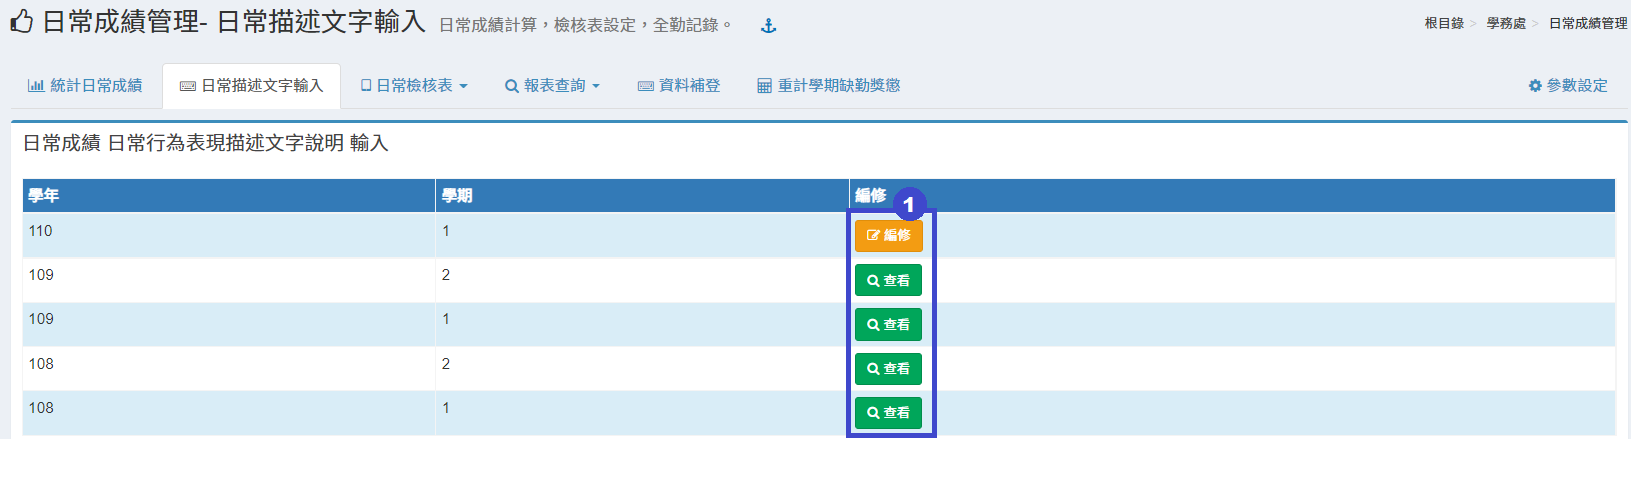 日常成績管理- 日常描述文字輸入 日常成績計算，檢核表設定，全勤記錄。
根目錄 > 學務處 > 日常成績管理
統計日常成績 日常描述文字輸入 日常檢核表 報表查詢 資料補登 重計學期缺勤獎懲 參數設定
日常成績 日常行為表現描述文字說明 輸入
學年 學期 編修 1
110 1 編修
109 2 查看
109 1 查看
108 2 查看
108 1 查看